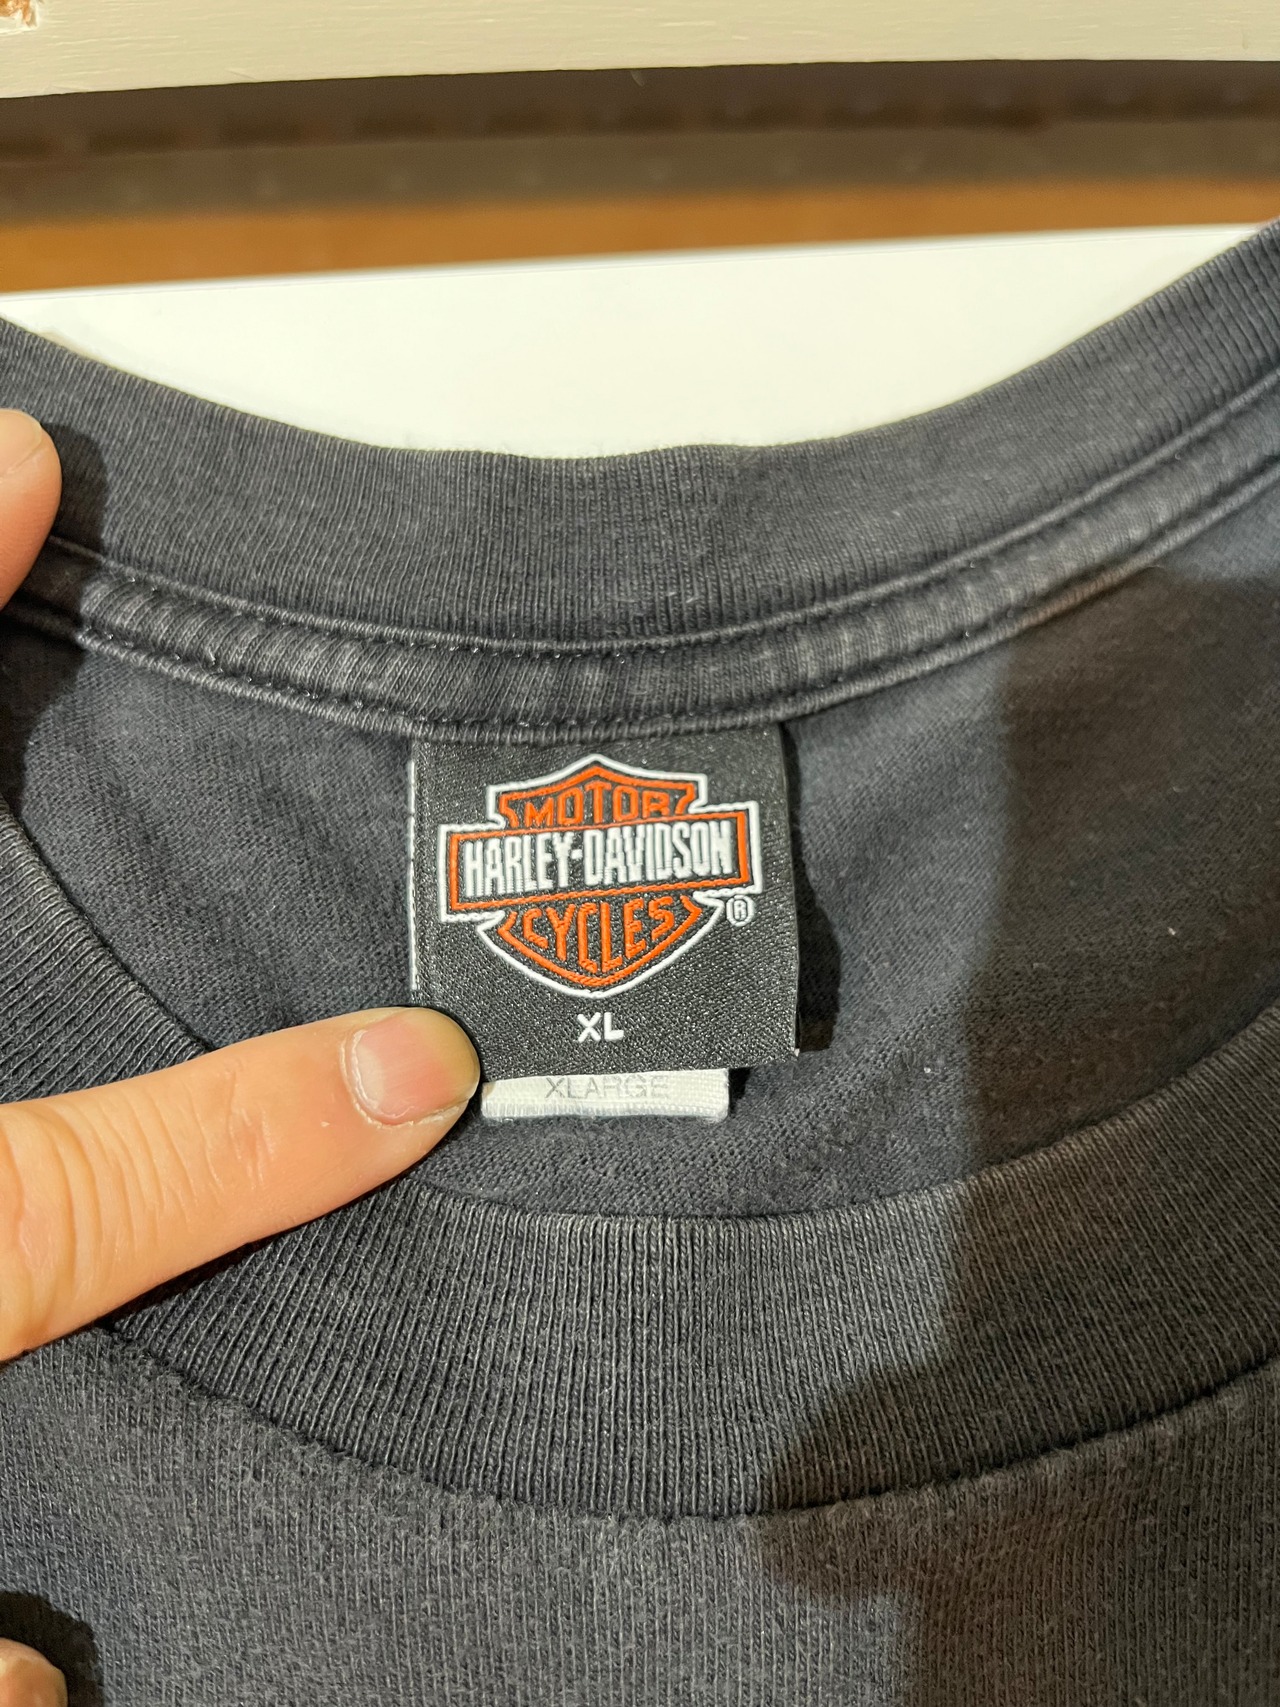 MOTOR
HARLEY-DAVIDSON
CYCLES
®
XL
XLARGE